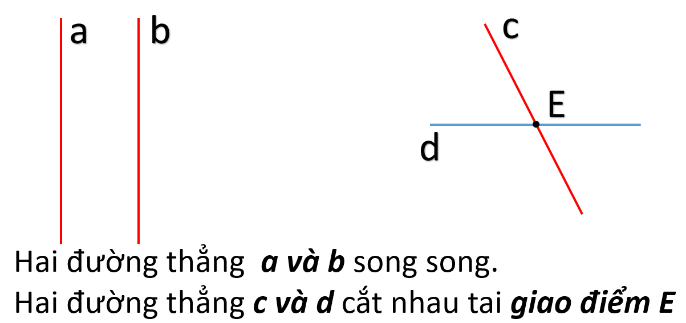 a b c
E
d
Hai đường thẳng a và b song song.
Hai đường thẳng c và d cắt nhau tai giao điểm E